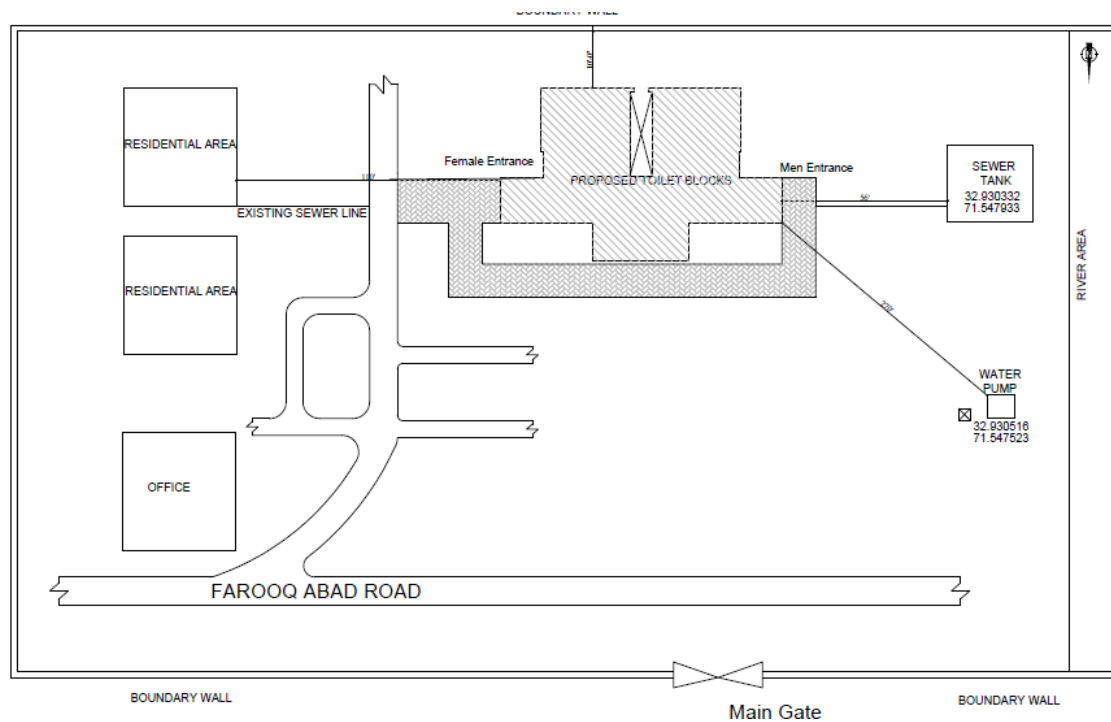 BOUNDARY WALL
RESIDENTIAL AREA
Female Entrance
PROPOSED TOILET BLOCKS
Men Entrance
SEWER
TANK
32.930332
71.547933
EXISTING SEWER LINE
RIVER AREA
RESIDENTIAL AREA
WATER
PUMP
32.930516
71.547523
OFFICE
FAROOQ ABAD ROAD
BOUNDARY WALL
Main Gate
BOUNDARY WALL